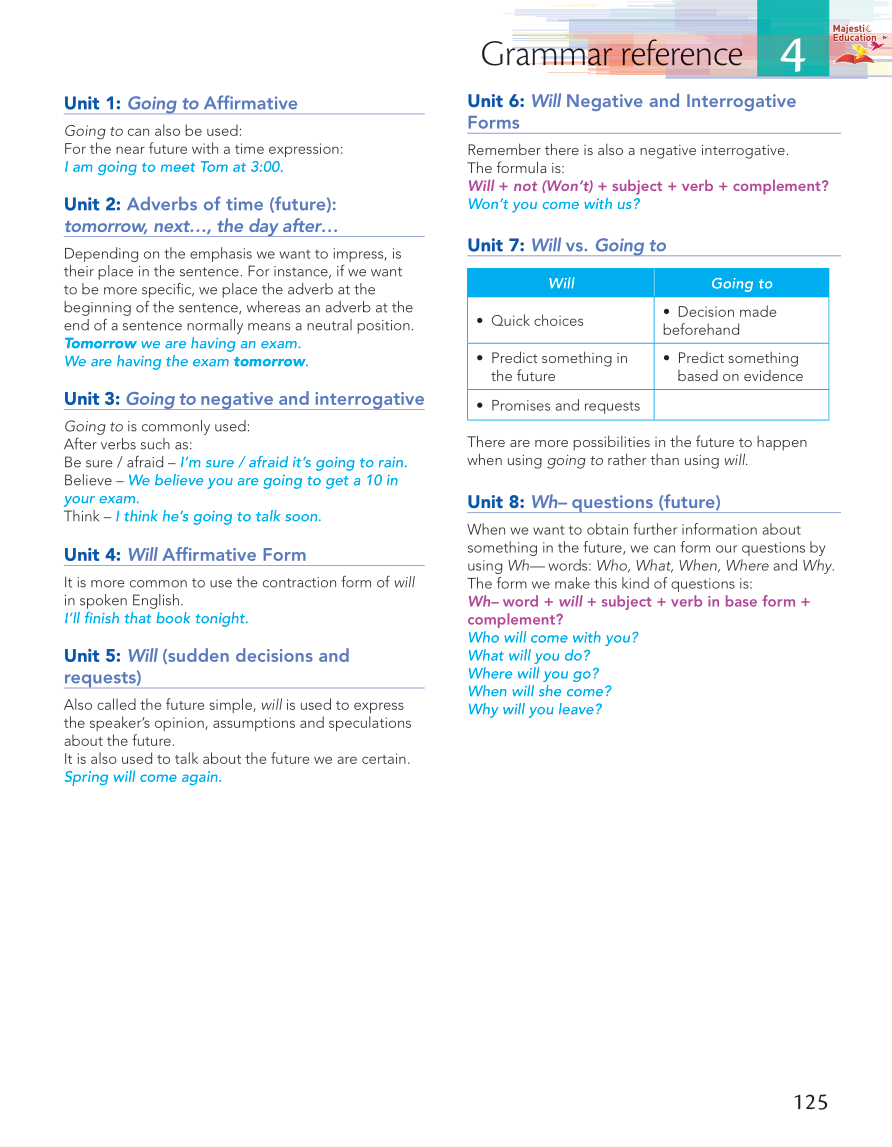 Grammar reference 4
Majesti
Education
Unit 1: Going to Affirmative
Going to can also be used:
For the near future with a time expression:
I am going to meet Tom at 3:00.
Unit 2: Adverbs of time (future):
tomorrow, next…, the day after…
Depending on the emphasis we want to impress, is
their place in the sentence. For instance, if we want
to be more specific, we place the adverb at the
beginning of the sentence, whereas an adverb at the
end of a sentence normally means a neutral position.
Tomorrow we are having an exam.
We are having the exam tomorrow.
Unit 3: Going to negative and interrogative
Going to is commonly used:
After verbs such as:
Be sure / afraid – I’m sure / afraid it’s going to rain.
Believe – We believe you are going to get a 10 in
your exam.
Think – I think he’s going to talk soon.
Unit 4: Will Affirmative Form
It is more common to use the contraction form of will
in spoken English.
I’ll finish that book tonight.
Unit 5: Will (sudden decisions and
requests)
Also called the future simple, will is used to express
the speaker’s opinion, assumptions and speculations
about the future.
It is also used to talk about the future we are certain.
Spring will come again.
Unit 6: Will Negative and Interrogative
Forms
Remember there is also a negative interrogative.
The formula is:
Will + not (Won’t) + subject + verb + complement?
Won’t you come with us?
Unit 7: Will vs. Going to
Will Going to
• Quick choices
• Decision made
beforehand
• Predict something in
the future
• Predict something
based on evidence
• Promises and requests
There are more possibilities in the future to happen
when using going to rather than using will.
Unit 8: Wh– questions (future)
When we want to obtain further information about
something in the future, we can form our questions by
using Wh— words: Who, What, When, Where and Why.
The form we make this kind of questions is:
Wh– word + will + subject + verb in base form +
complement?
Who will come with you?
What will you do?
Where will you go?
When will she come?
Why will you leave?
125